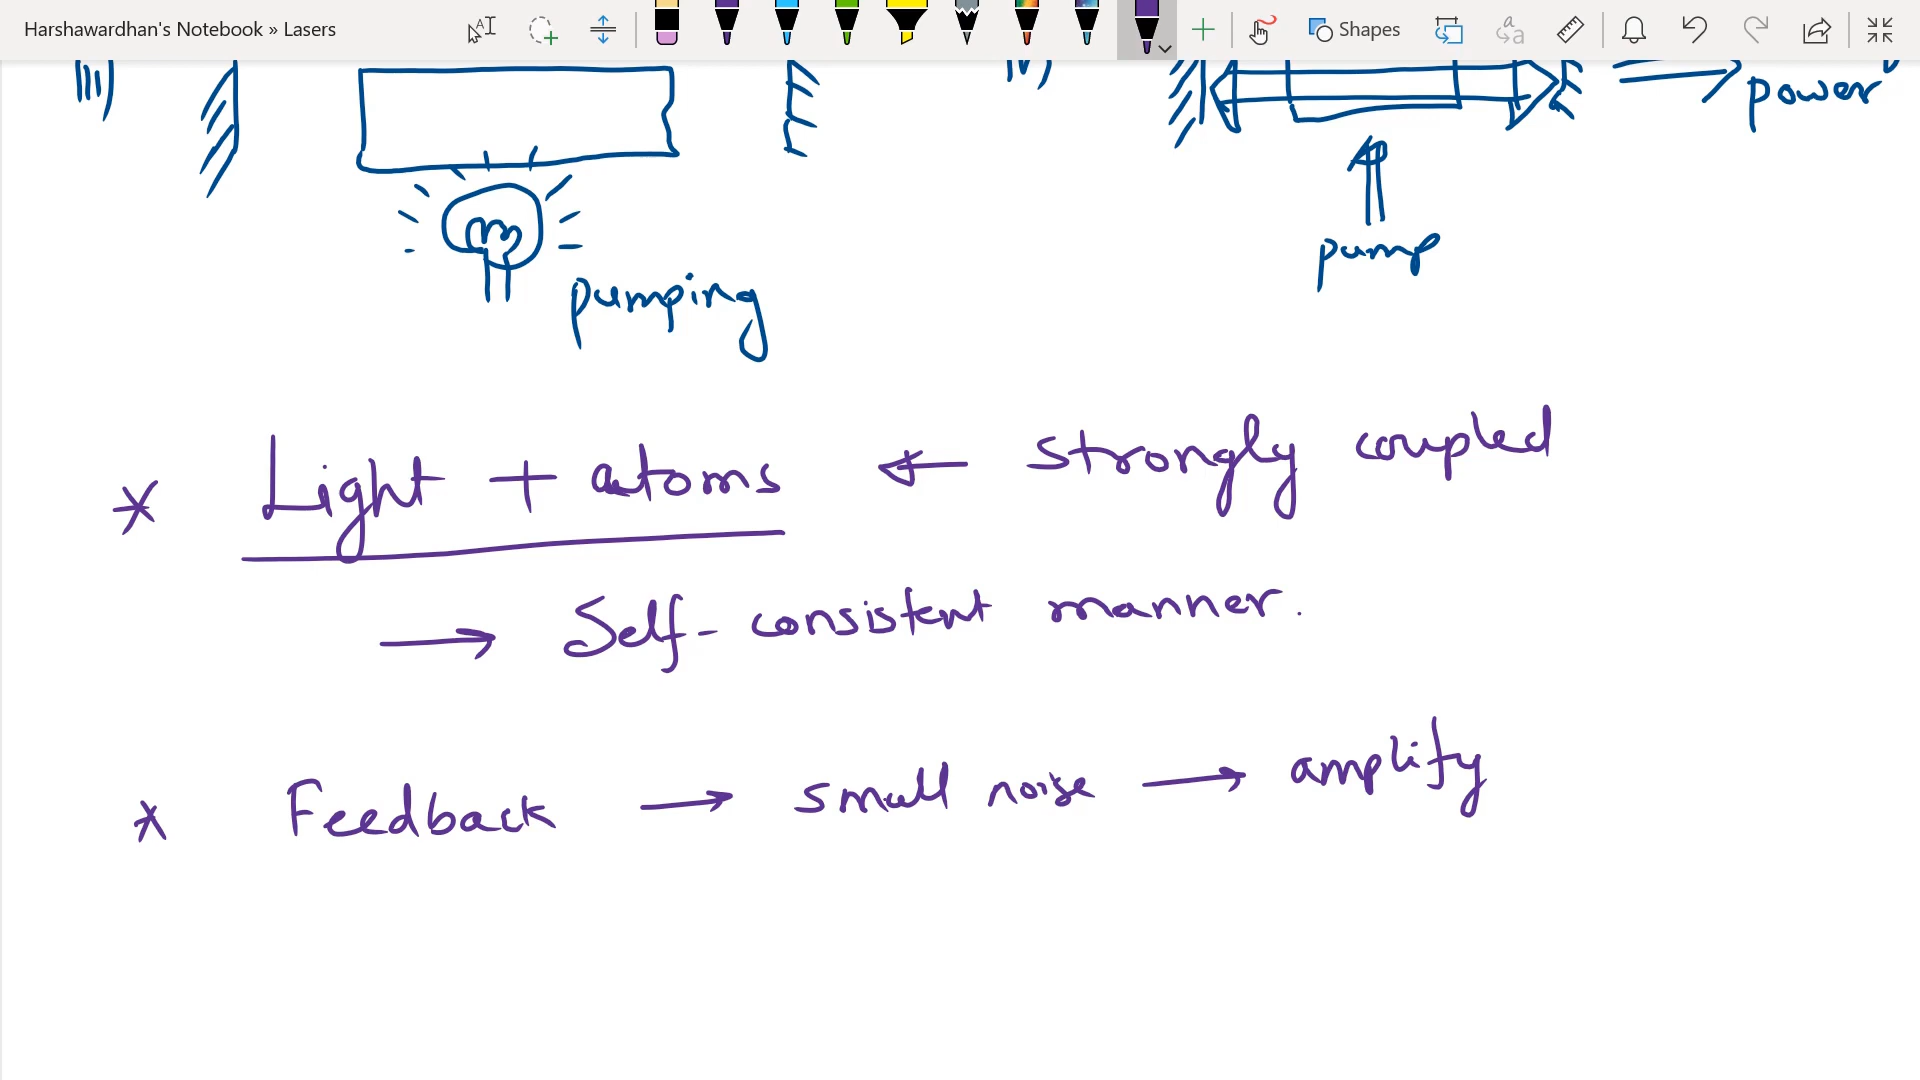 Harshawardhan's Notebook » Lasers
Shapes
power
pump
pumping
* Light + atoms ← strongly coupled
→ Self-consistent manner.
* Feedback → small noise → amplify